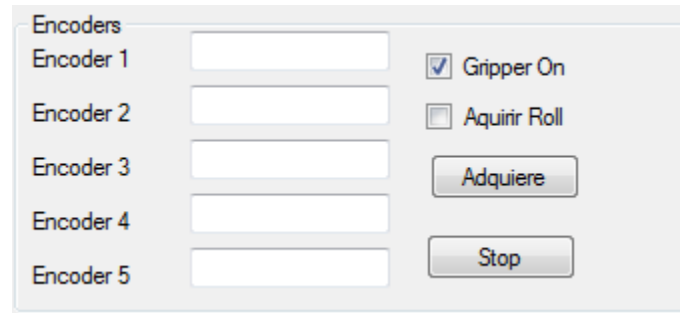 Encoders
Encoder 1
Encoder 2
Encoder 3
Encoder 4
Encoder 5
Gripper On
Aquirir Roll
Adquiere
Stop